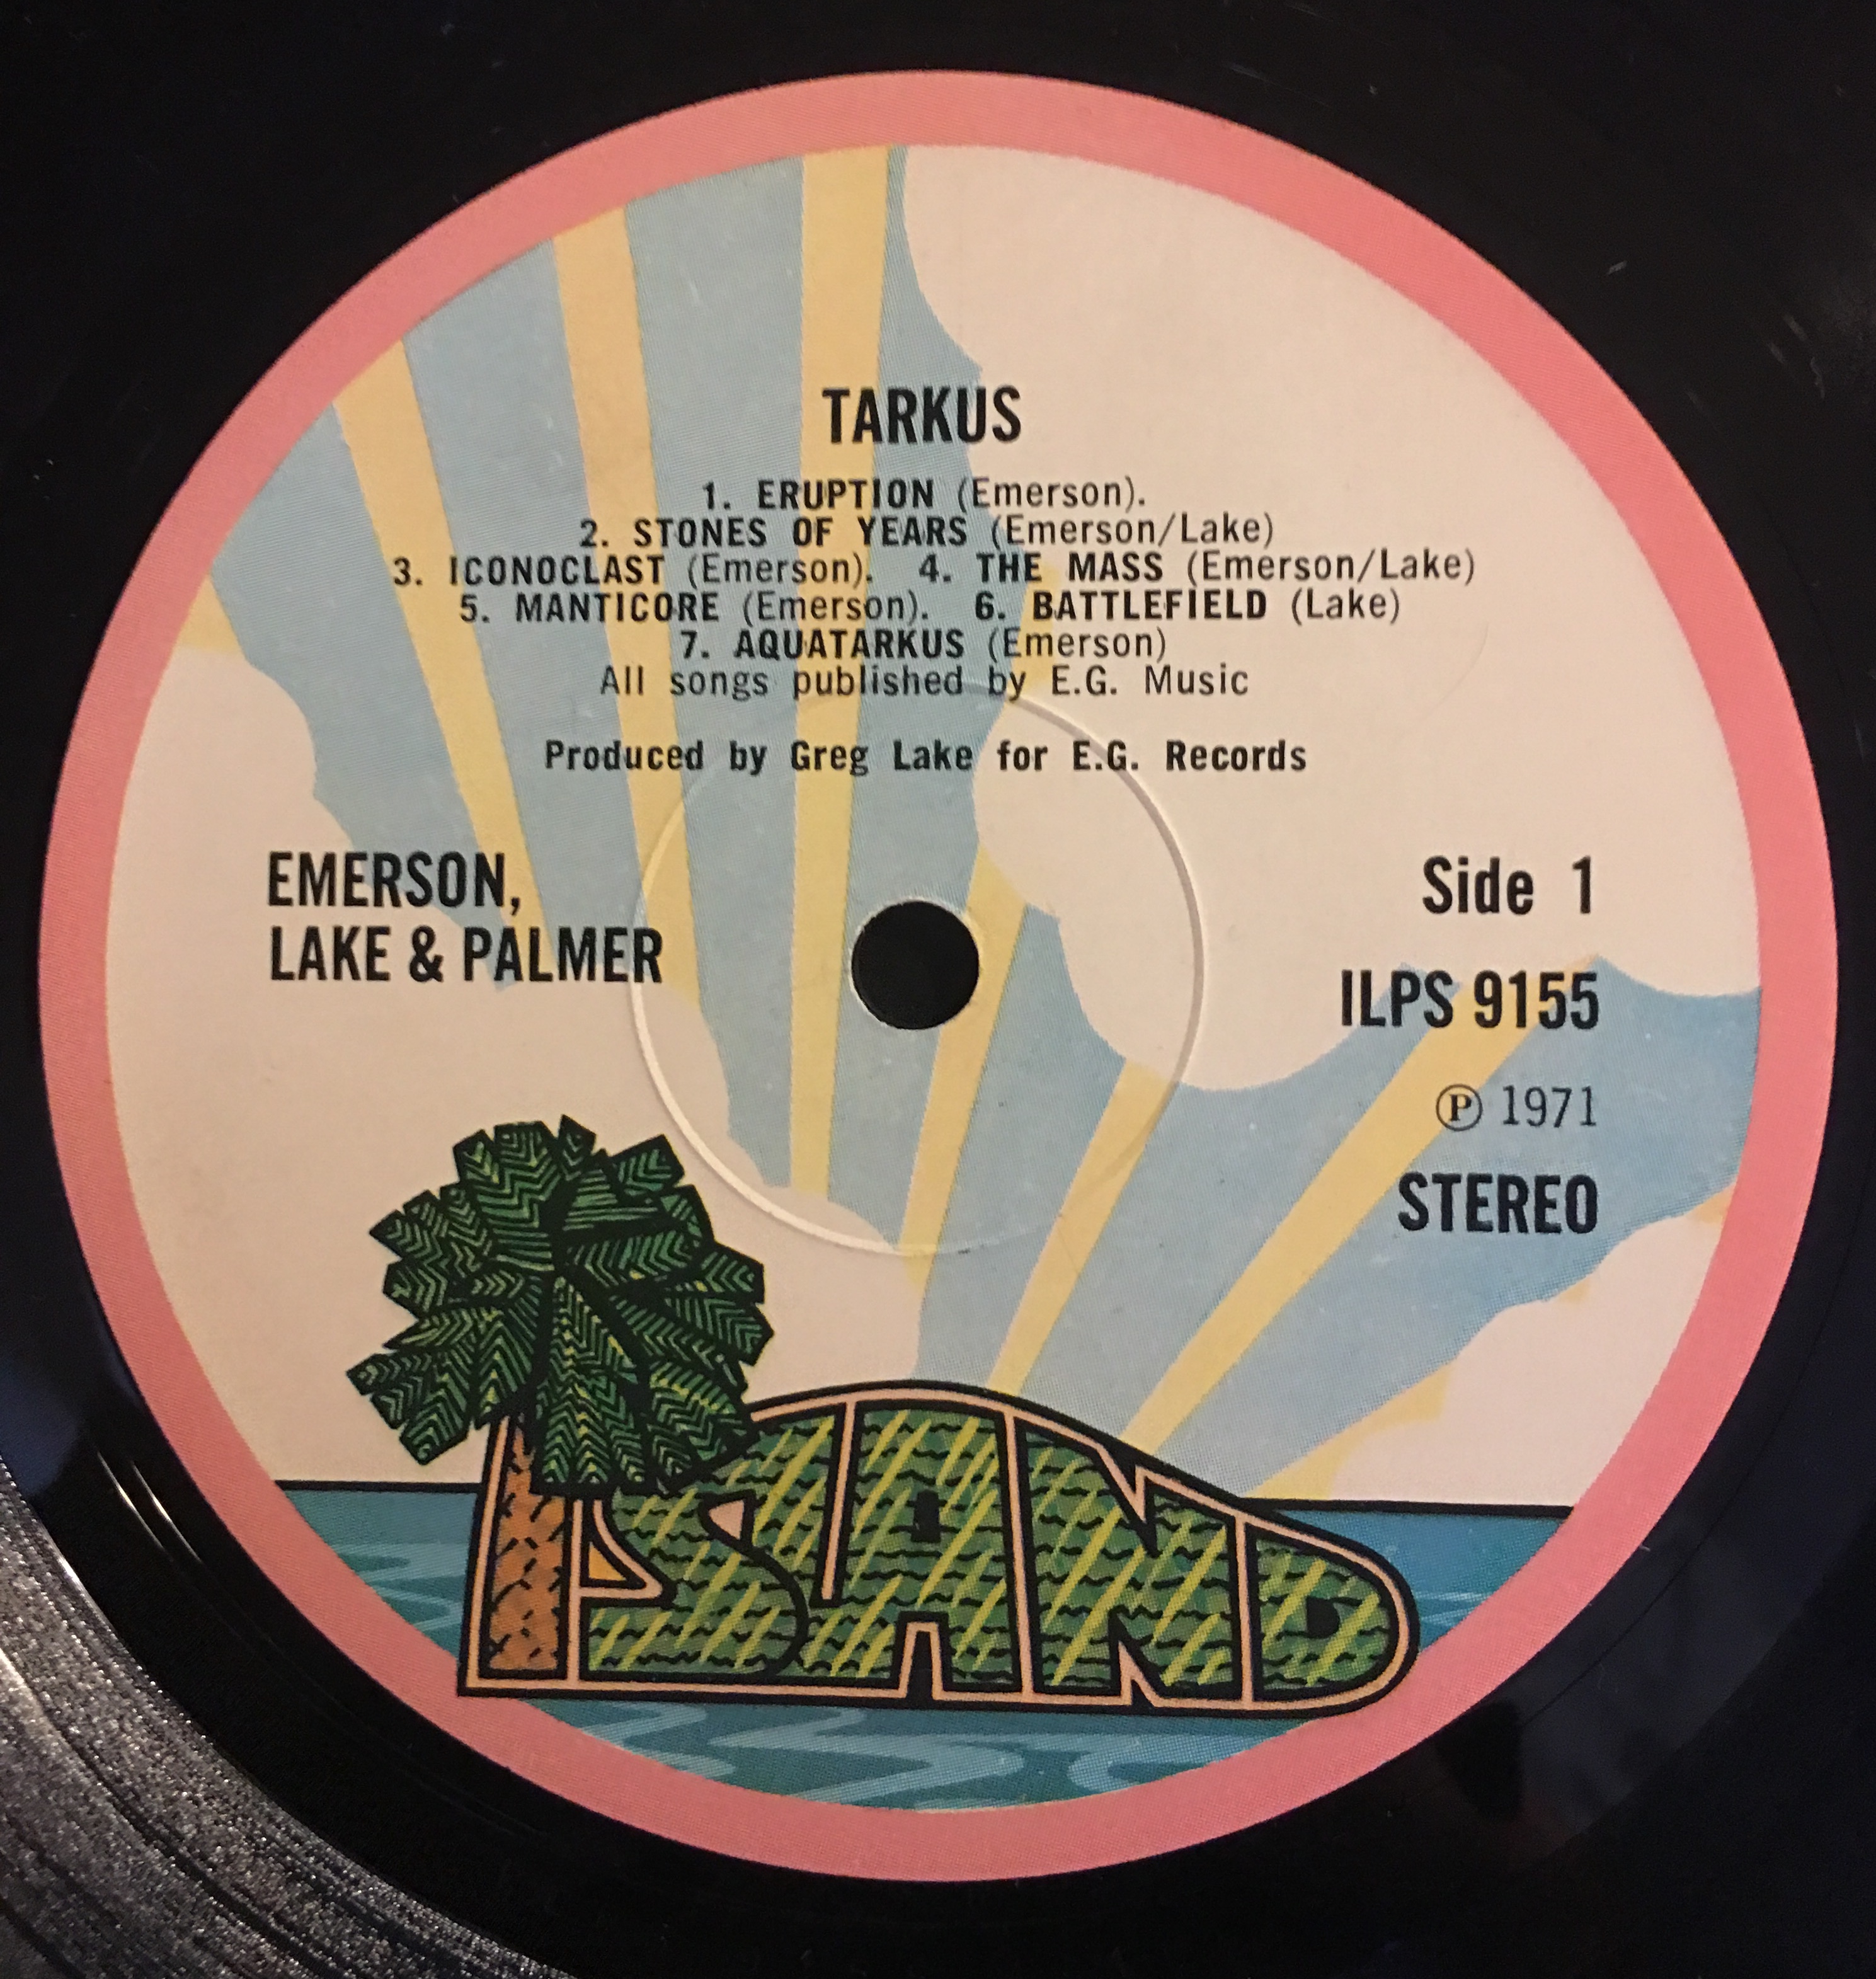 TARKUS
1. ERUPTION (Emerson).
2. STONES OF YEARS (Emerson/Lake)
3. ICONOCLAST (Emerson). 4. THE MASS (Emerson/Lake)
5. MANTICORE (Emerson). 6. BATTLEFIELD (Lake)
7. AQUATARKUS (Emerson)
All songs published by E.G. Music
Produced by Greg Lake for E.G. Records
EMERSON,
LAKE & PALMER
Side 1
ILPS 9155
℗ 1971
STEREO
ISLAND